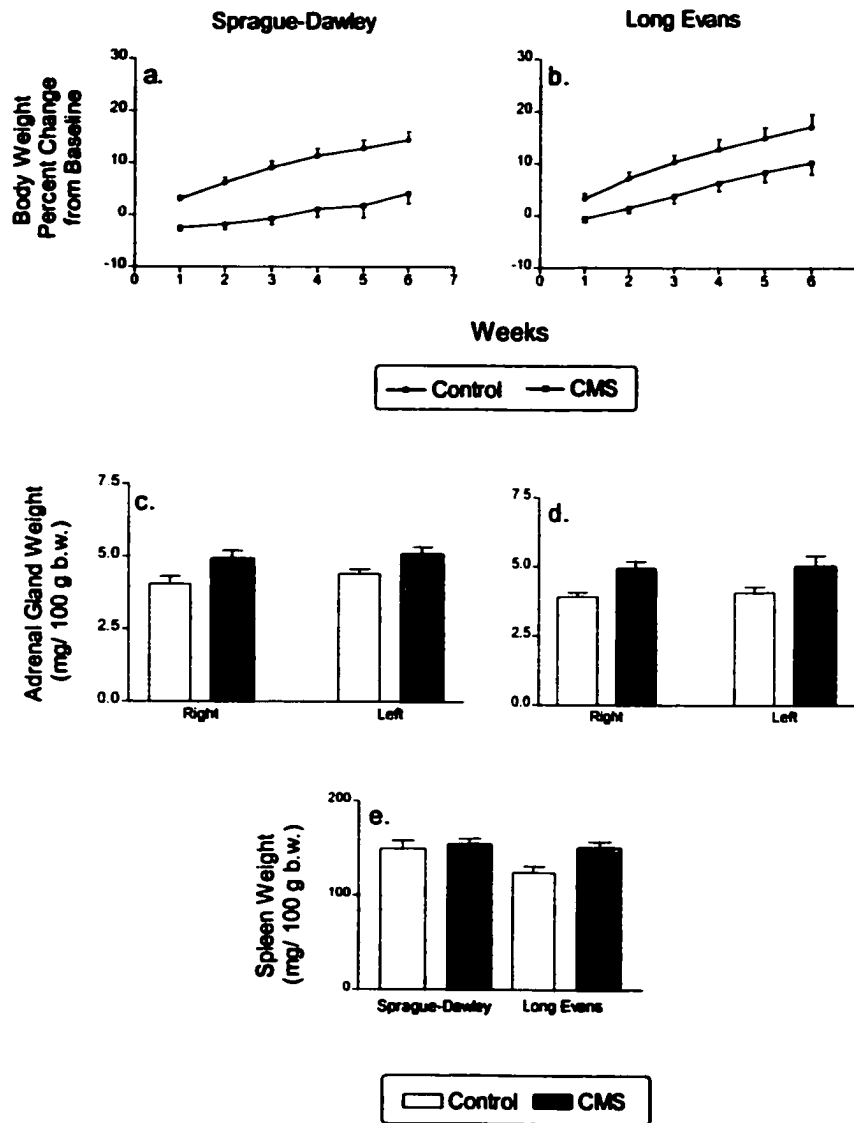 Sprague-Dawley
Long Evans
Body Weight
Percent Change
from Baseline
a.
30
20
10
0
-10
0 1 2 3 4 5 6 7
b.
30
20
10
0
-10
0 1 2 3 4 5 6
Weeks
Control CMS
Adrenal Gland Weight
(mg/ 100 g b.w.)
c.
7.5
5.0
2.5
0.0
Right Left
d.
7.5
5.0
2.5
0.0
Right Left
Spleen Weight
(mg/ 100 g b.w.)
e.
200
100
0
Sprague-Dawley Long Evans
Control CMS